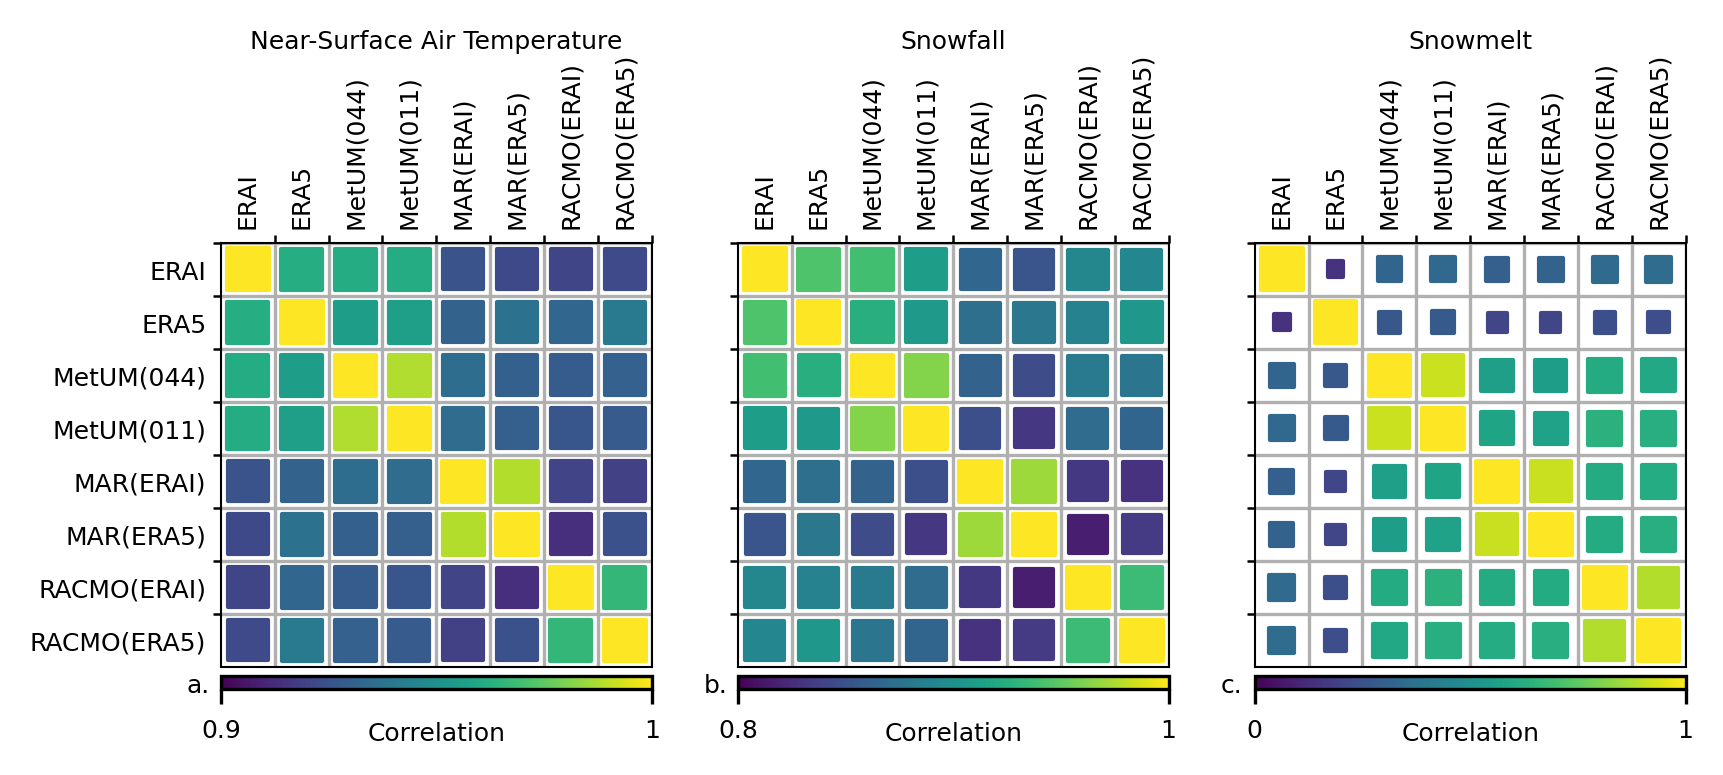 Near-Surface Air Temperature
Snowfall
Snowmelt
ERAI ERA5 MetUM(044) MetUM(011) MAR(ERAI) MAR(ERA5) RACMO(ERAI) RACMO(ERA5)
ERAI ERA5 MetUM(044) MetUM(011) MAR(ERAI) MAR(ERA5) RACMO(ERAI) RACMO(ERA5)
ERAI ERA5 MetUM(044) MetUM(011) MAR(ERAI) MAR(ERA5) RACMO(ERAI) RACMO(ERA5)
ERAI
ERA5
MetUM(044)
MetUM(011)
MAR(ERAI)
MAR(ERA5)
RACMO(ERAI)
RACMO(ERA5)
a.
0.9 Correlation 1
b.
0.8 Correlation 1
c.
0 Correlation 1